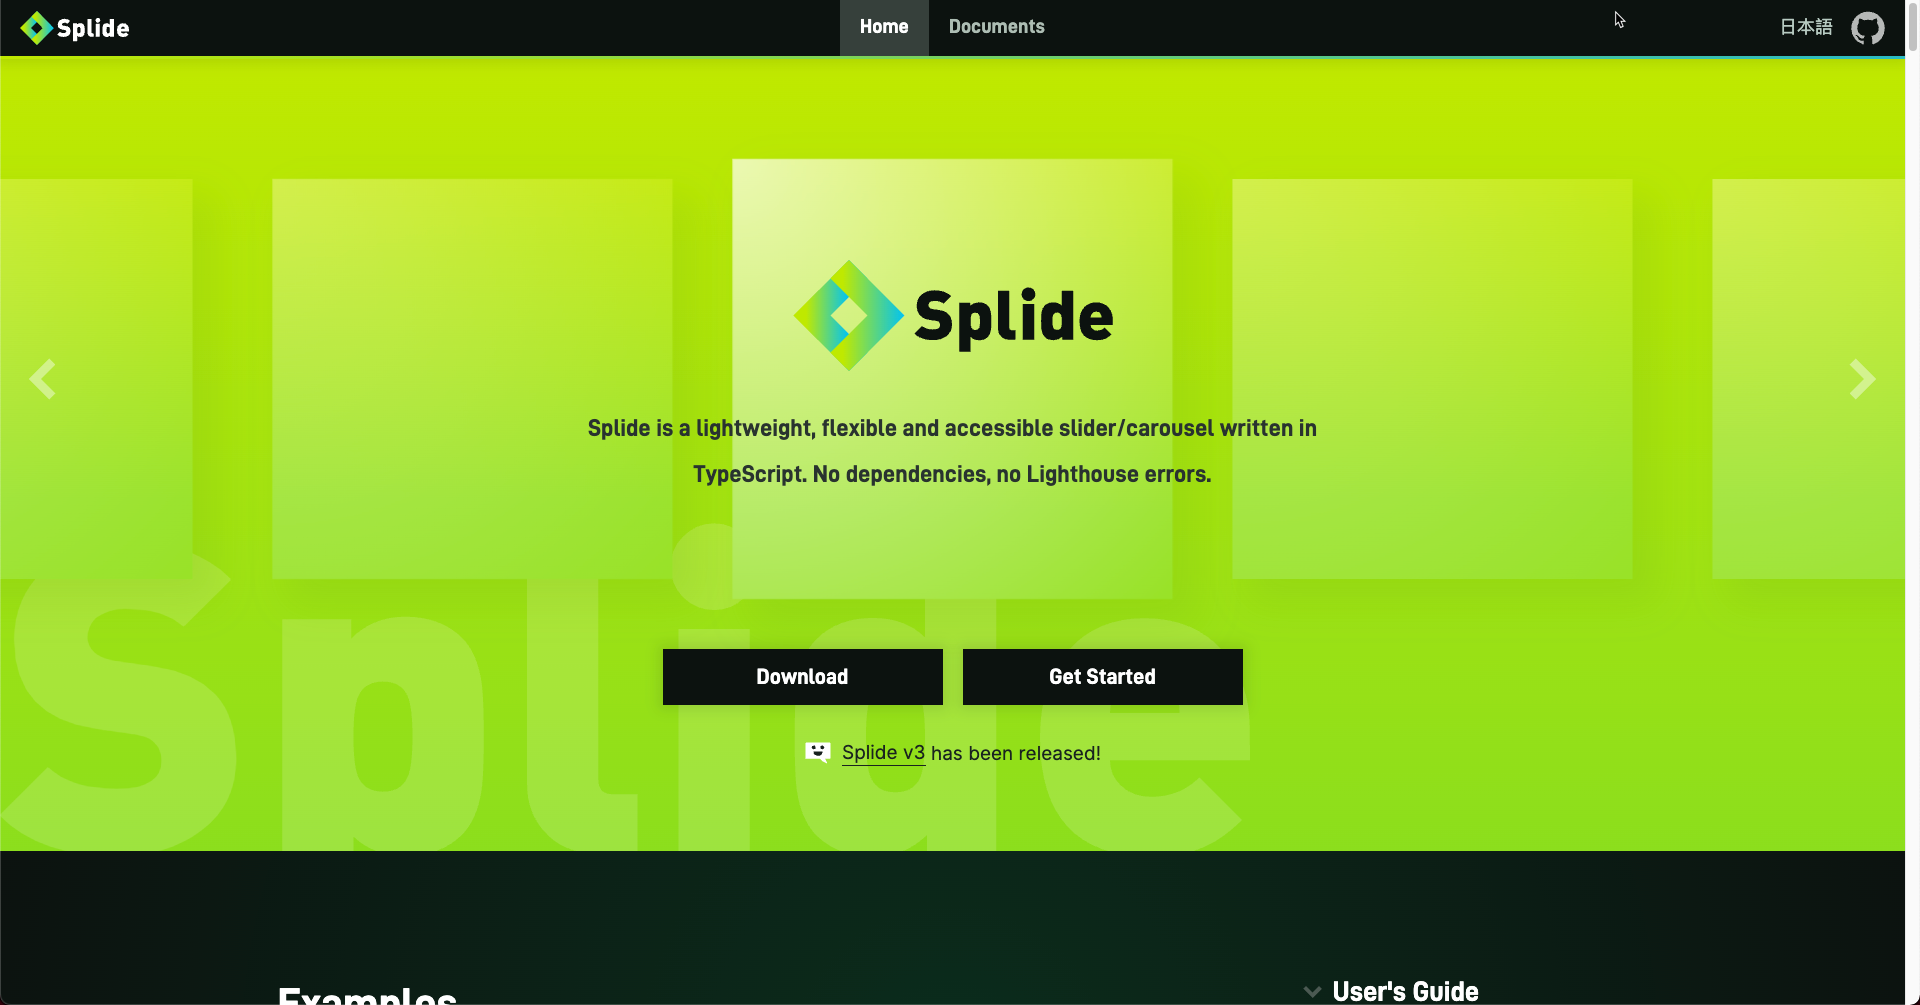 Splide
Home
Documents
日本語
Splide
Splide is a lightweight, flexible and accessible slider/carousel written in
TypeScript. No dependencies, no Lighthouse errors.
Splide
Download
Get Started
Splide v3 has been released!
Examples
User's Guide